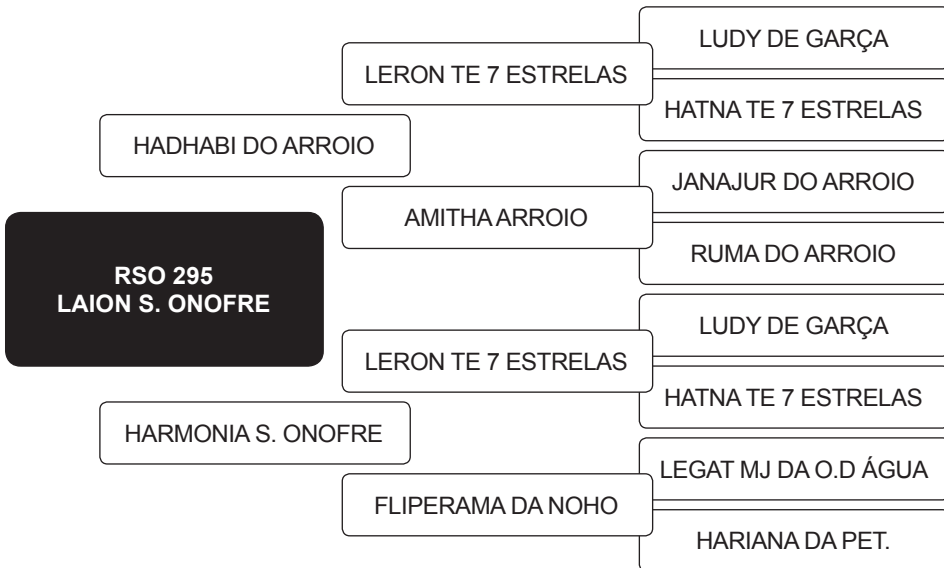 LUDY DE GARÇA
LERON TE 7 ESTRELAS
HATNA TE 7 ESTRELAS
HADHABI DO ARROIO
JANAJUR DO ARROIO
AMITHA ARROIO
RUMA DO ARROIO
RSO 295
LAION S. ONOFRE
LUDY DE GARÇA
LERON TE 7 ESTRELAS
HATNA TE 7 ESTRELAS
HARMONIA S. ONOFRE
LEGAT MJ DA O.D ÁGUA
FLIPERAMA DA NOHO
HARIANA DA PET.